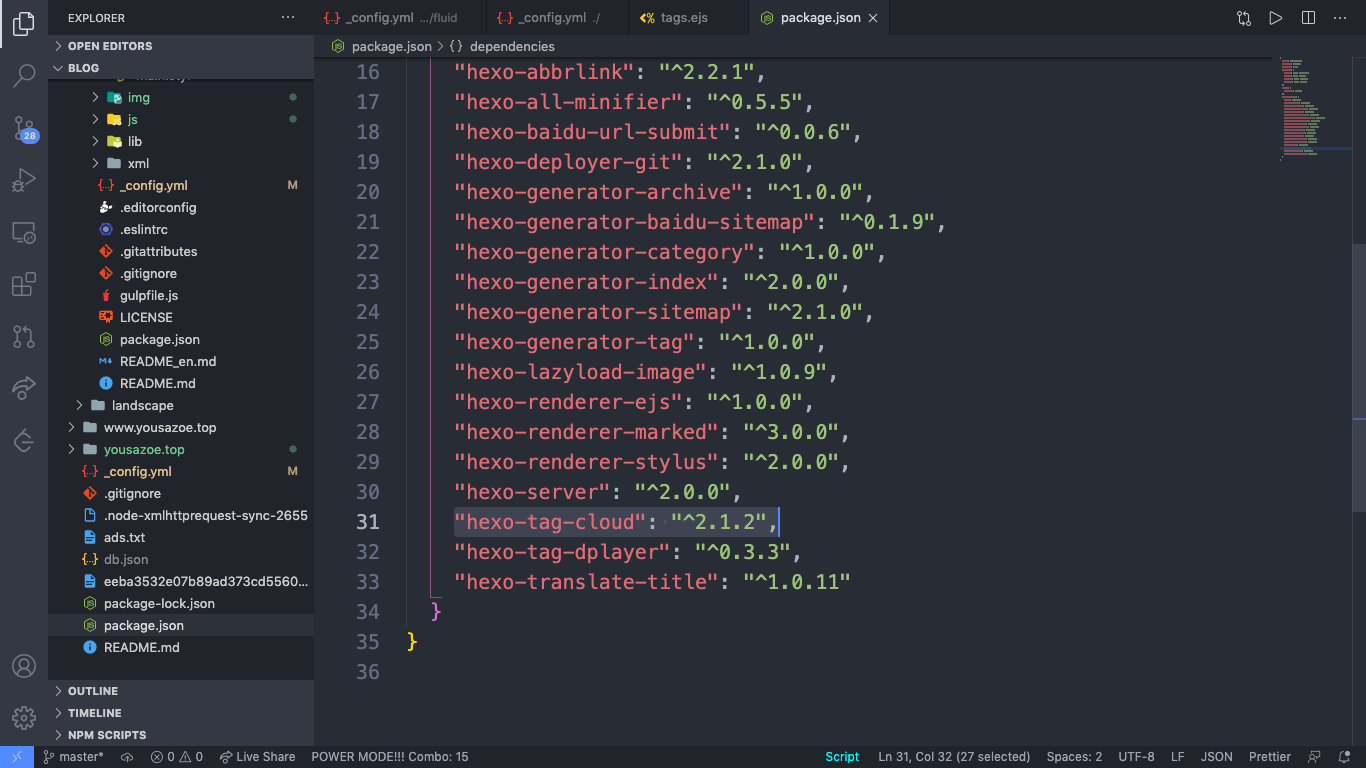 EXPLORER
OPEN EDITORS
BLOG
img
js
lib
xml
_config.yml M
.editorconfig
.eslintrc
.gitattributes
.gitignore
gulpfile.js
LICENSE
package.json
README_en.md
README.md
landscape
www.yousazoe.top
yousazoe.top
_config.yml M
.gitignore
.node-xmlhttprequest-sync-2655
ads.txt
db.json
eeba3532e07b89ad373cd5560...
package-lock.json
package.json
README.md
OUTLINE
TIMELINE
NPM SCRIPTS
28
_config.yml .../fluid
_config.yml ./
tags.ejs
package.json
package.json > {} dependencies
16 "hexo-abbrlink": "^2.2.1",
17 "hexo-all-minifier": "^0.5.5",
18 "hexo-baidu-url-submit": "^0.0.6",
19 "hexo-deployer-git": "^2.1.0",
20 "hexo-generator-archive": "^1.0.0",
21 "hexo-generator-baidu-sitemap": "^0.1.9",
22 "hexo-generator-category": "^1.0.0",
23 "hexo-generator-index": "^2.0.0",
24 "hexo-generator-sitemap": "^2.1.0",
25 "hexo-generator-tag": "^1.0.0",
26 "hexo-lazyload-image": "^1.0.9",
27 "hexo-renderer-ejs": "^1.0.0",
28 "hexo-renderer-marked": "^3.0.0",
29 "hexo-renderer-stylus": "^2.0.0",
30 "hexo-server": "^2.0.0",
31 "hexo-tag-cloud": "^2.1.2",
32 "hexo-tag-dplayer": "^0.3.3",
33 "hexo-translate-title": "^1.0.11"
34 }
35 }
36
master* 0 0 Live Share POWER MODE!!! Combo: 15 Script Ln 31, Col 32 (27 selected) Spaces: 2 UTF-8 LF JSON Prettier